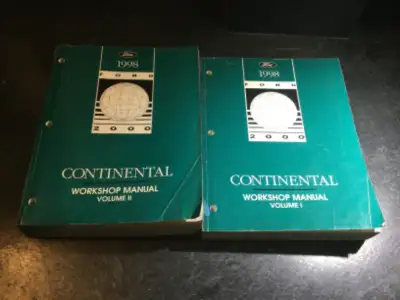 Ford
1998
FORD
2000
CONTINENTAL
WORKSHOP MANUAL
VOLUME II
Ford
1998
FORD
2000
CONTINENTAL
WORKSHOP MANUAL
VOLUME I